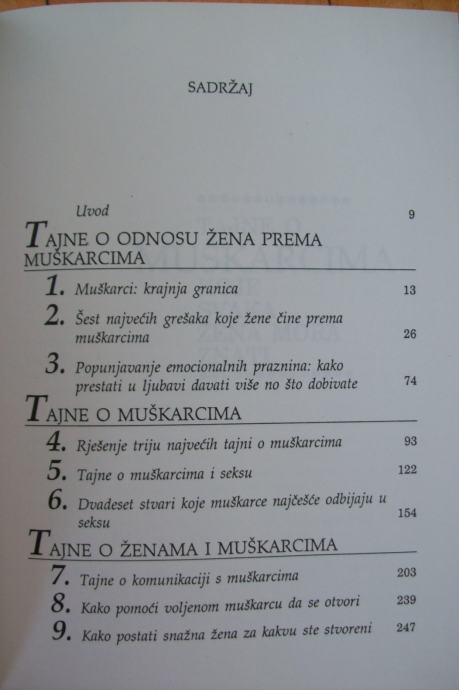 SADRŽAJ
Uvod 9
TAJNE O ODNOSU ŽENA PREMA
MUŠKARCIMA
1. Muškarci: krajnja granica 13
2. Šest najvećih grešaka koje žene čine prema
muškarcima 26
3. Popunjavanje emocionalnih praznina: kako
prestati u ljubavi davati više no što dobivate 74
TAJNE O MUŠKARCIMA
4. Rješenje triju najvećih tajni o muškarcima 93
5. Tajne o muškarcima i seksu 122
6. Dvadeset stvari koje muškarce najčešće odbijaju u
seksu 154
TAJNE O ŽENAMA I MUŠKARCIMA
7. Tajne o komunikaciji s muškarcima 203
8. Kako pomoći voljenom muškarcu da se otvori 239
9. Kako postati snažna žena za kakvu ste stvoreni 247